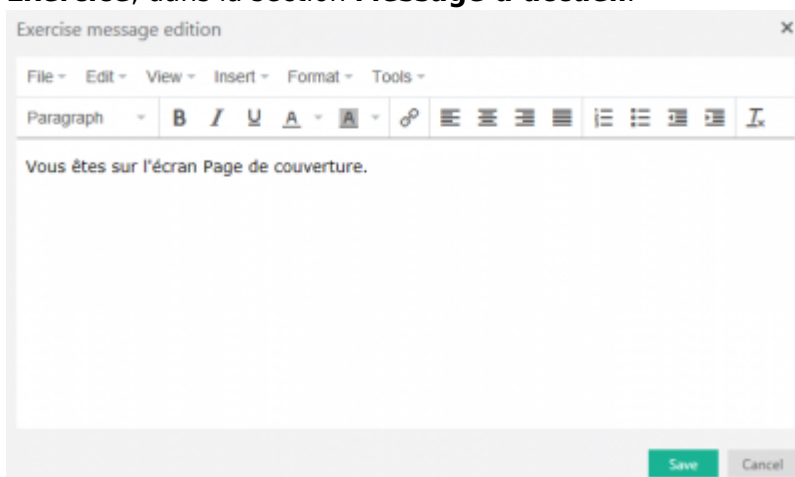 Exercice, dans la section Message d'accueil.
Exercise message edition ×
File Edit View Insert Format Tools
Paragraph B I U A A
Vous êtes sur l'écran Page de couverture.
Save Cancel